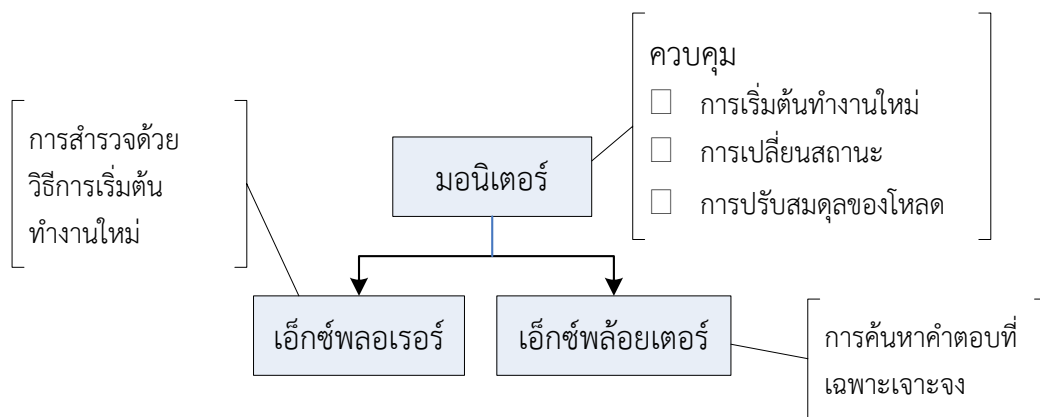 ควบคุม
☐ การเริ่มต้นทำงานใหม่
☐ การเปลี่ยนสถานะ
☐ การปรับสมดุลของโหลด
การสำรวจด้วย
วิธีการเริ่มต้น
ทำงานใหม่
มอนิเตอร์
เอ็กซ์พลอเรอร์
เอ็กซ์พล้อยเตอร์
การค้นหาคำตอบที่
เฉพาะเจาะจง